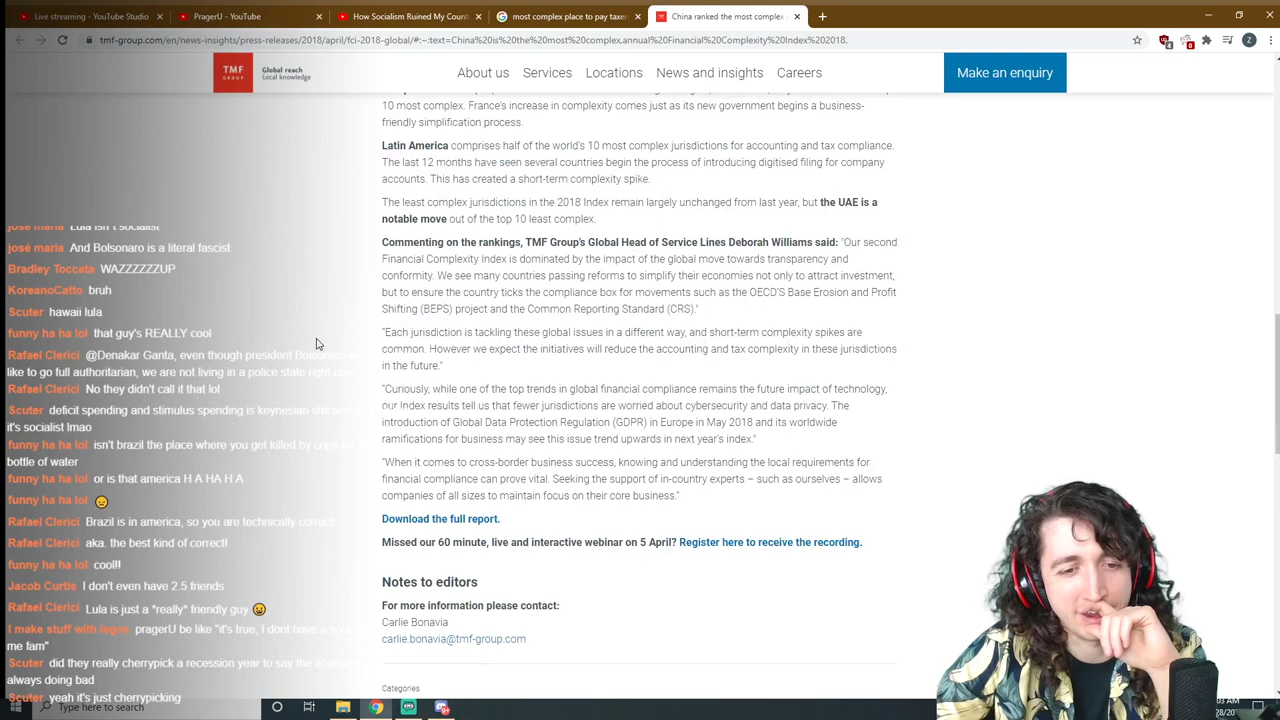 Live streaming - YouTube Studio
PragerU - YouTube
How Socialism Ruined My Count
most complex place to pay taxe
China ranked the most complex
tmf-group.com/en/news-insights/press-releases/2018/april/fci-2018-global/#:~:text=China%20is%20the%20most%20complex,annual%20Financial%20Complexity%20Index%202018.
TMF
GROUP
Global reach
Local knowledge
About us
Services
Locations
News and insights
Careers
Make an enquiry
10 most complex. France's increase in complexity comes just as its new government begins a business-
friendly simplification process.
Latin America comprises half of the world's 10 most complex jurisdictions for accounting and tax compliance.
The last 12 months have seen several countries begin the process of introducing digitised filing for company
accounts. This has created a short-term complexity spike.
The least complex jurisdictions in the 2018 Index remain largely unchanged from last year, but the UAE is a
notable move out of the top 10 least complex.
Commenting on the rankings, TMF Group's Global Head of Service Lines Deborah Williams said: "Our second
Financial Complexity Index is dominated by the impact of the global move towards transparency and
conformity. We see many countries passing reforms to simplify their economies not only to attract investment,
but to ensure the country ticks the compliance box for movements such as the OECD'S Base Erosion and Profit
Shifting (BEPS) project and the Common Reporting Standard (CRS)."
"Each jurisdiction is tackling these global issues in a different way, and short-term complexity spikes are
common. However we expect the initiatives will reduce the accounting and tax complexity in these jurisdictions
in the future."
"Curiously, while one of the top trends in global financial compliance remains the future impact of technology,
our Index results tell us that fewer jurisdictions are worried about cybersecurity and data privacy. The
introduction of Global Data Protection Regulation (GDPR) in Europe in May 2018 and its worldwide
ramifications for business may see this issue trend upwards in next year's index."
"When it comes to cross-border business success, knowing and understanding the local requirements for
financial compliance can prove vital. Seeking the support of in-country experts – such as ourselves – allows
companies of all sizes to maintain focus on their core business."
Download the full report.
Missed our 60 minute, live and interactive webinar on 5 April? Register here to receive the recording.
Notes to editors
For more information please contact:
Carlie Bonavia
carlie.bonavia@tmf-group.com
Categories
josé maria Lula isn't socialist
josé maria And Bolsonaro is a literal fascist
Bradley Toccata WAZZZZZZUP
KoreanoCatto bruh
Scuter hawaii lula
funny ha ha lol that guy's REALLY cool
Rafael Clerici @Denakar Ganta, even though president Bolsonaro
like to go full authoritarian, we are not living in a police state right now
Rafael Clerici No they didn't call it that lol
Scuter deficit spending and stimulus spending is keynesian shit and
it's socialist lmao
funny ha ha lol isn't brazil the place where you get killed by cops
bottle of water
funny ha ha lol or is that america H A HA H A
funny ha ha lol
Rafael Clerici Brazil is in america, so you are technically correct
Rafael Clerici aka. the best kind of correct!
funny ha ha lol cool!!
Jacob Curtis I don't even have 2.5 friends
Rafael Clerici Lula is just a *really* friendly guy
I make stuff with legos pragerU be like "it's true, I dont have a
me fam"
Scuter did they really cherrypick a recession year to say the
always doing bad
Scuter yeah it's just cherrypicking
Type here to search